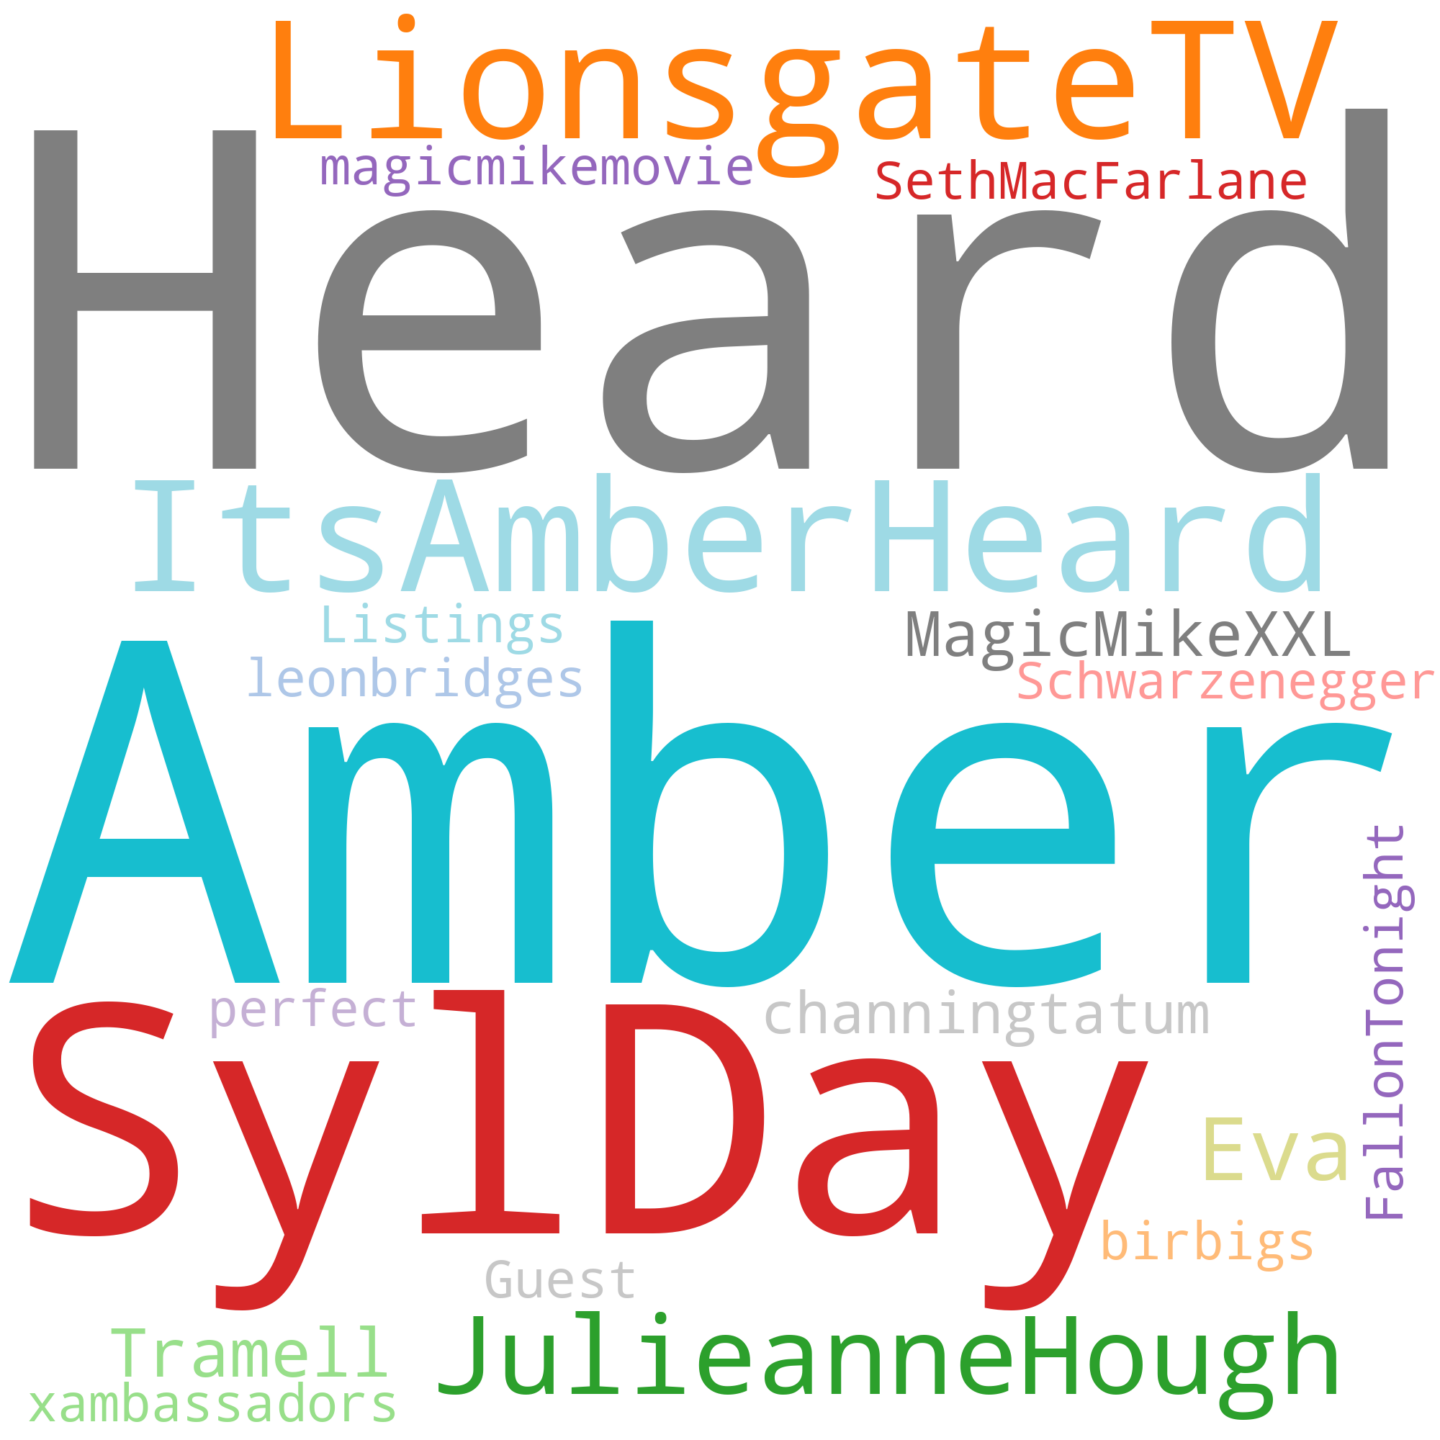 LionsgateTV
magicmikemovie
SethMacFarlane
Heard
ItsAmberHeard
Listings
MagicMikeXXL
leonbridges
Schwarzenegger
Amber
FallonTonight
perfect
channingtatum
SylDay
Eva
birbigs
Guest
Tramell
JulieanneHough
xambassadors